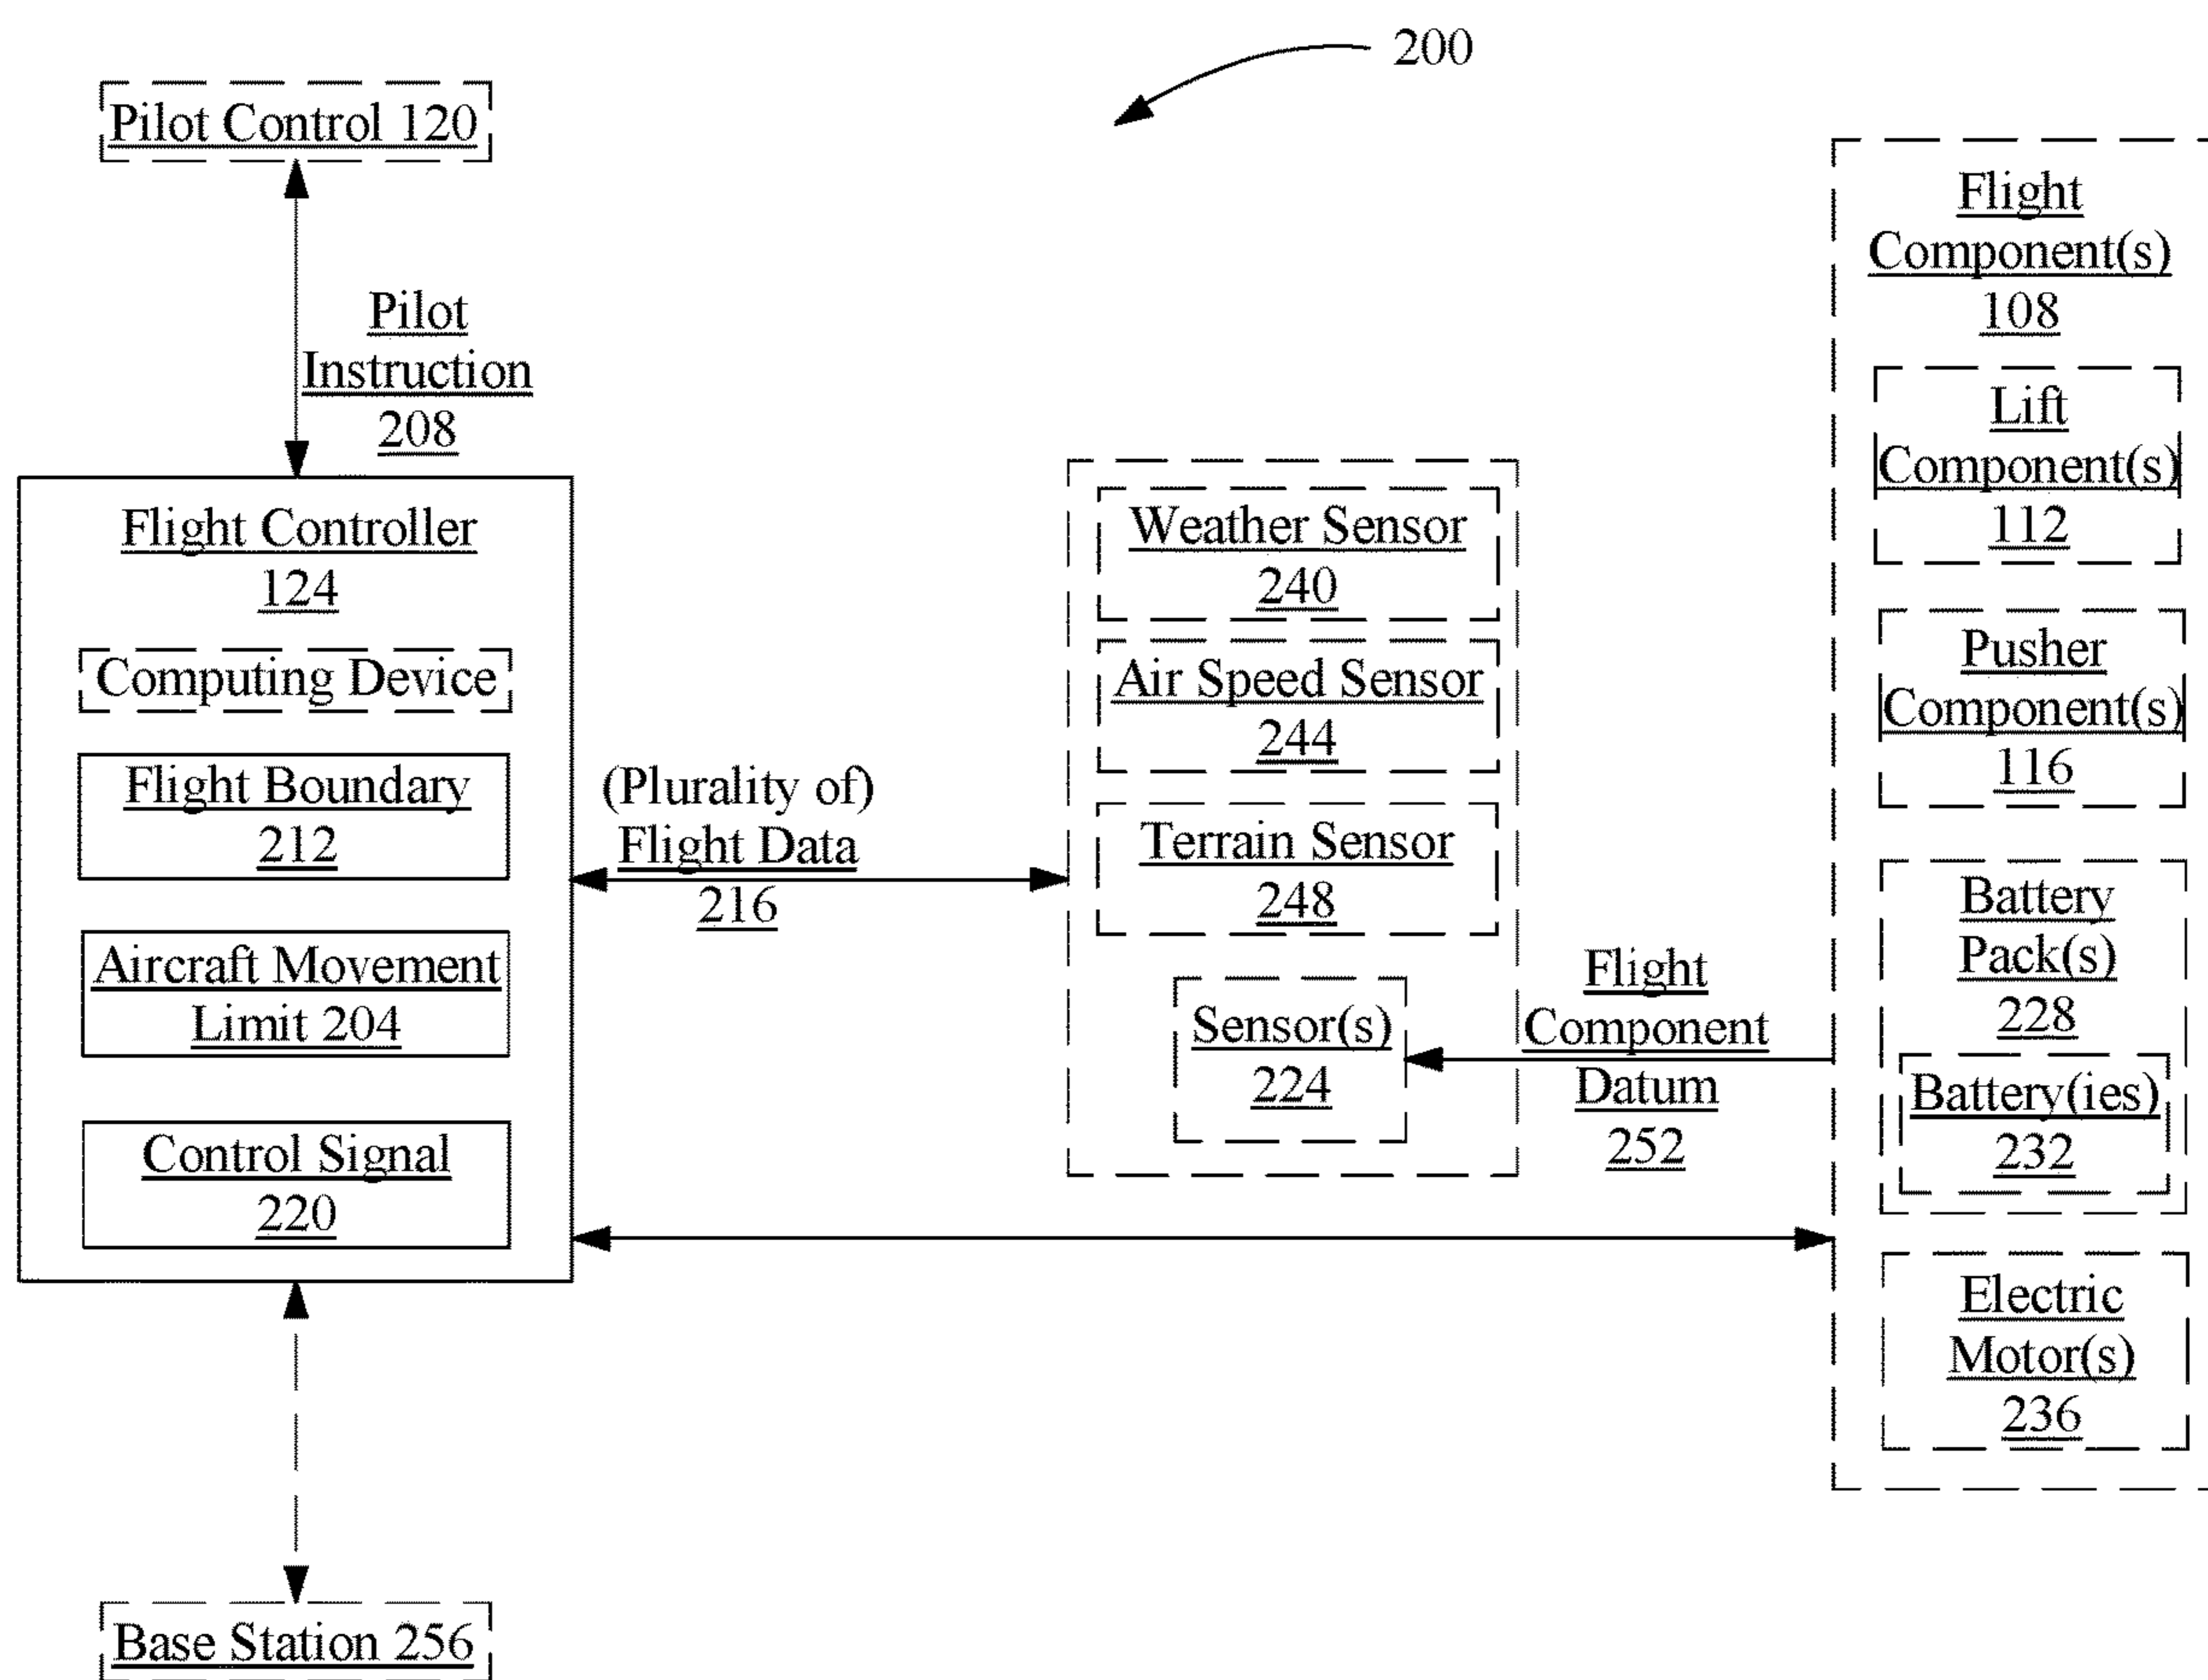 200
Pilot Control 120
Pilot
Instruction
208
Flight Controller
124
Computing Device
Flight Boundary
212
Aircraft Movement
Limit 204
Control Signal
220
(Plurality of)
Flight Data
216
Weather Sensor
240
Air Speed Sensor
244
Terrain Sensor
248
Sensor(s)
224
Flight
Component
Datum
252
Flight
Component(s)
108
Lift
Component(s)
112
Pusher
Component(s)
116
Battery
Pack(s)
228
Battery(ies)
232
Electric
Motor(s)
236
Base Station 256